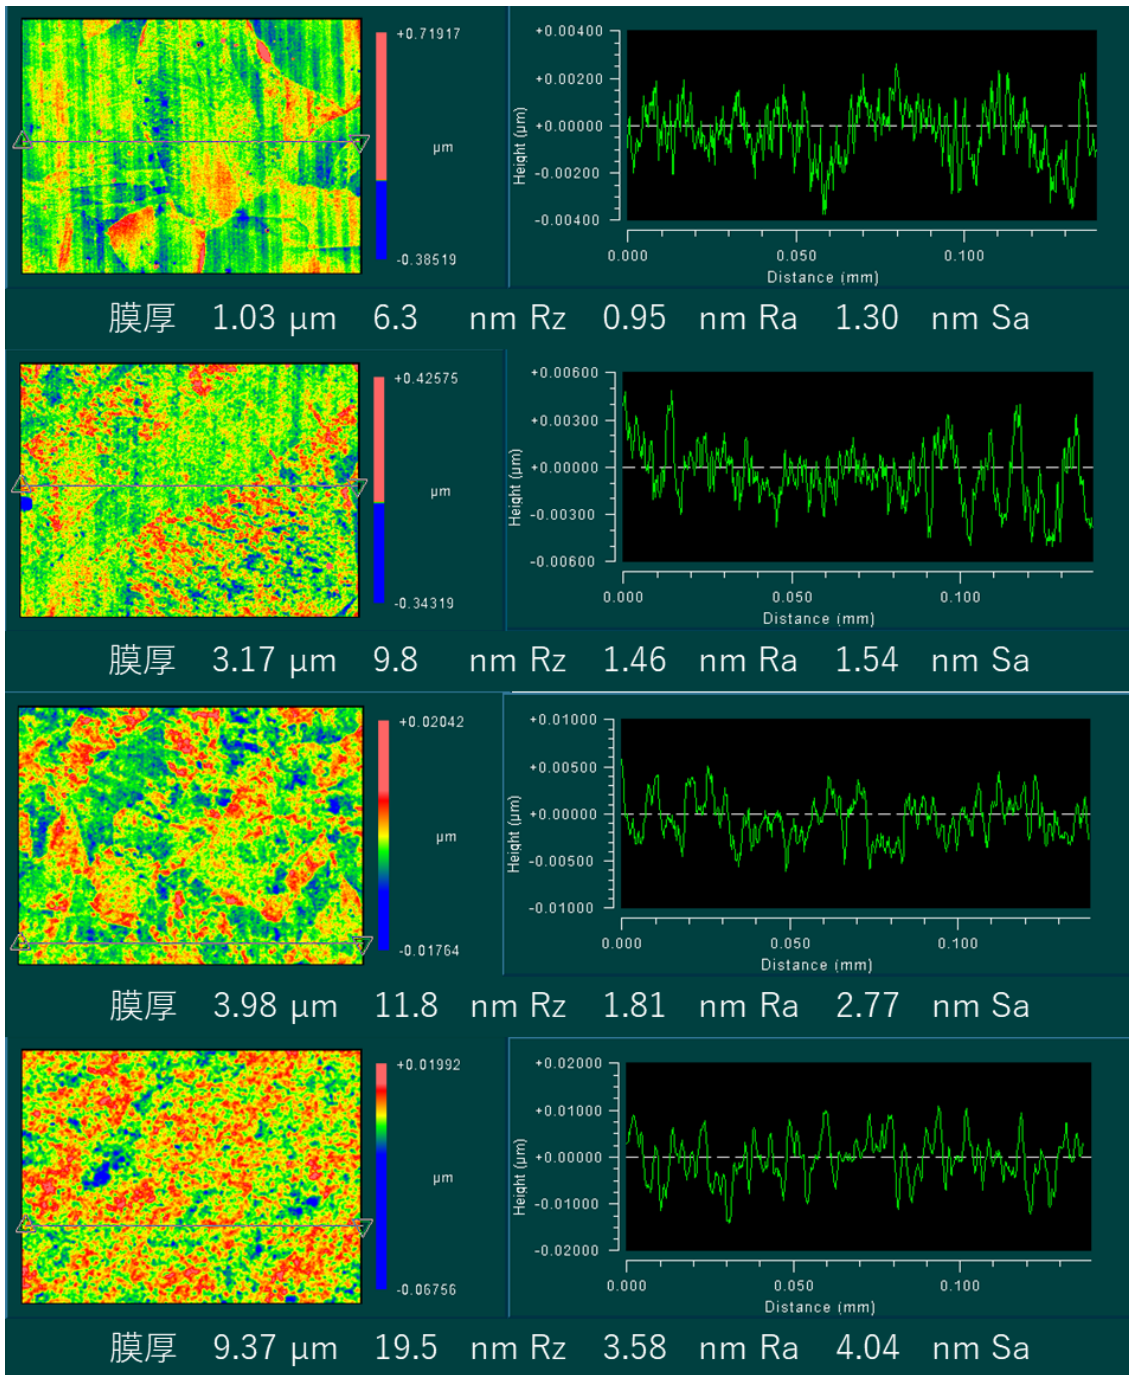 +0.71917
µm
-0.38519
+0.00400
+0.00200
+0.00000
-0.00200
-0.00400
Height (µm)
0.000 0.050 0.100
Distance (mm)
膜厚 1.03 µm 6.3 nm Rz 0.95 nm Ra 1.30 nm Sa
+0.42575
µm
-0.34319
+0.00600
+0.00300
+0.00000
-0.00300
-0.00600
Height (µm)
0.000 0.050 0.100
Distance (mm)
膜厚 3.17 µm 9.8 nm Rz 1.46 nm Ra 1.54 nm Sa
+0.02042
µm
-0.01764
+0.01000
+0.00500
+0.00000
-0.00500
-0.01000
Height (µm)
0.000 0.050 0.100
Distance (mm)
膜厚 3.98 µm 11.8 nm Rz 1.81 nm Ra 2.77 nm Sa
+0.01992
µm
-0.06756
+0.02000
+0.01000
+0.00000
-0.01000
-0.02000
Height (µm)
0.000 0.050 0.100
Distance (mm)
膜厚 9.37 µm 19.5 nm Rz 3.58 nm Ra 4.04 nm Sa